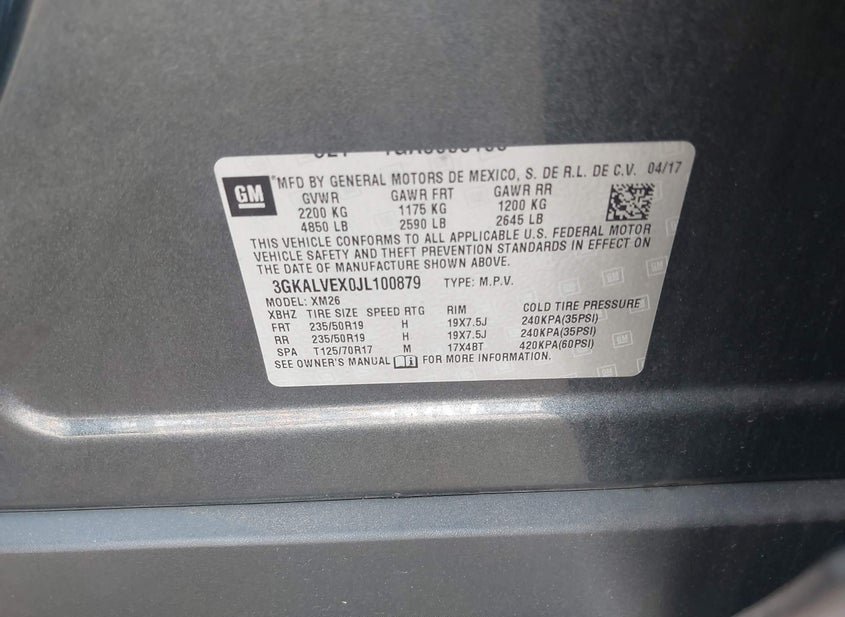 GM
*MFD BY GENERAL MOTORS DE MEXICO, S. DE R.L. DE C.V. 04/17
GVWR GAWR FRT GAWR RR
2200 KG 1175 KG 1200 KG
4850 LB 2590 LB 2645 LB
THIS VEHICLE CONFORMS TO ALL APPLICABLE U.S. FEDERAL MOTOR
VEHICLE SAFETY AND THEFT PREVENTION STANDARDS IN EFFECT ON
THE DATE OF MANUFACTURE SHOWN ABOVE.
3GKALVEX0JL100879 TYPE: M.P.V.
MODEL: XM26
XBHZ TIRE SIZE SPEED RTG RIM COLD TIRE PRESSURE
FRT 235/50R19 H 19X7.5J 240KPA(35PSI)
RR 235/50R19 H 19X7.5J 240KPA(35PSI)
SPA T125/70R17 M 17X4BT 420KPA(60PSI)
SEE OWNER'S MANUAL FOR MORE INFORMATION.